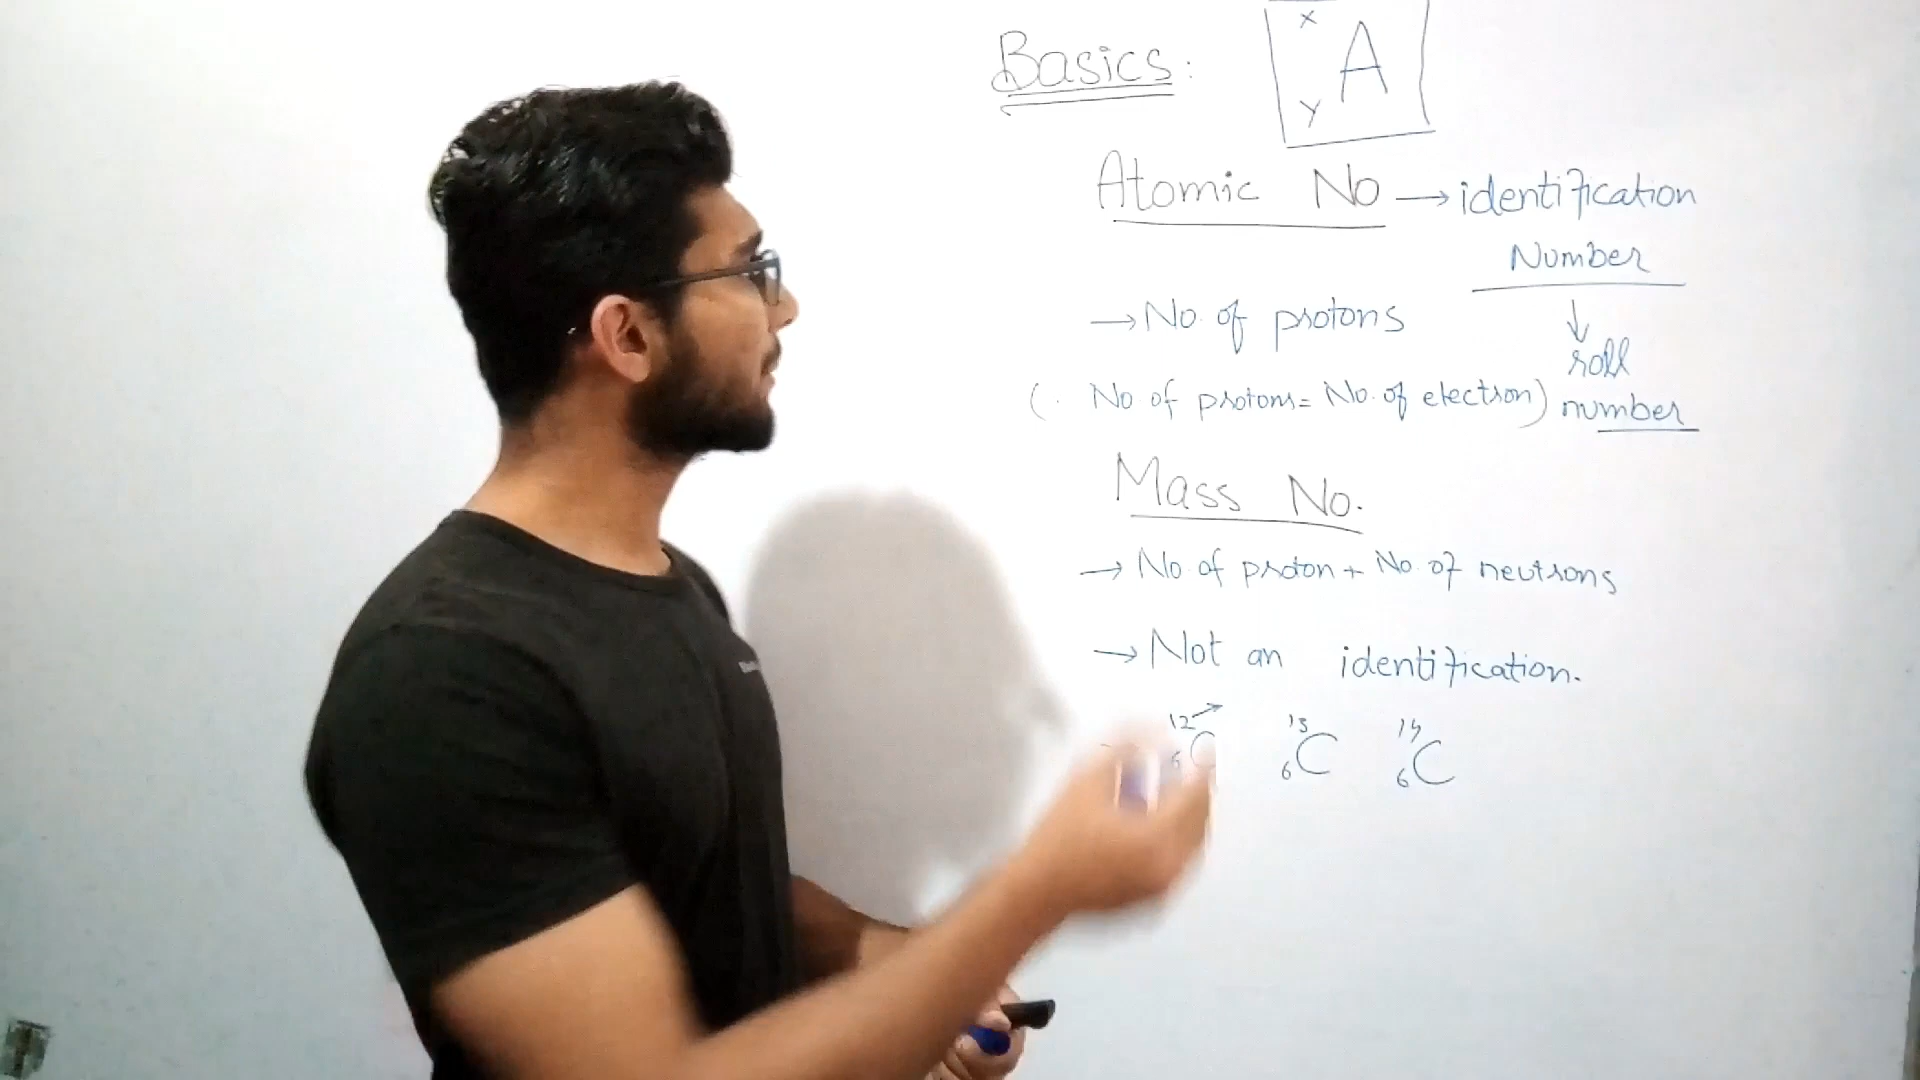 Basics:
x
A
y
Atomic No → identification
Number
↓
→ No. of protons
roll
number
(. No of protons = No. of electron)
Mass No.
→ No of proton + No. of neutrons
→ Not an identification.
12 13 14
6 C 6 C 6 C